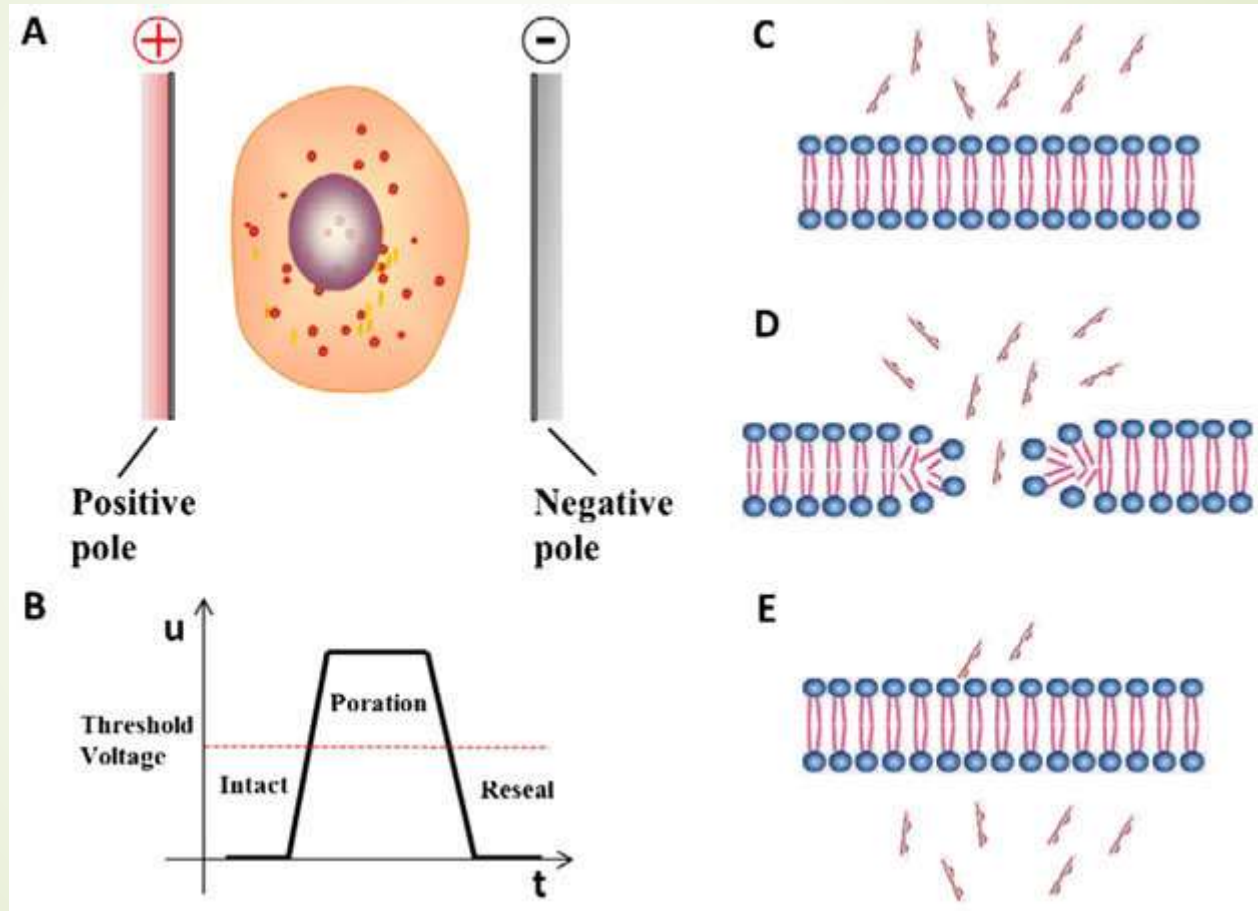 A
+
-
Positive
pole
Negative
pole
B
u
Threshold
Voltage
Poration
Intact
Reseal
t
C
D
E